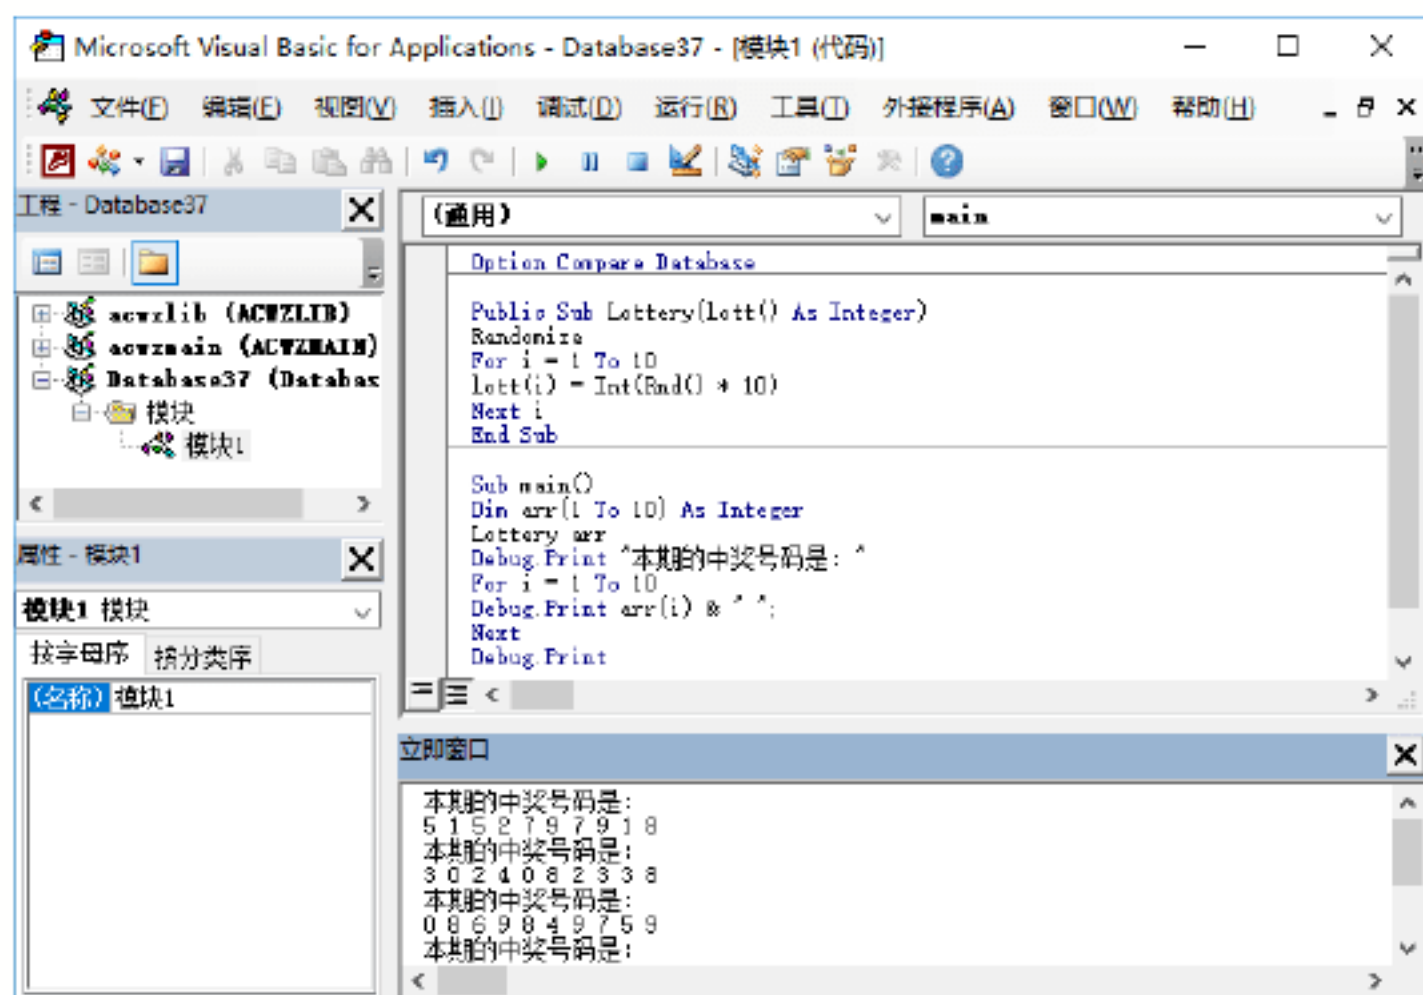 Microsoft Visual Basic for Applications - Database37 - [模块1 (代码)]
文件(F) 编辑(E) 视图(V) 插入(I) 调试(D) 运行(R) 工具(T) 外接程序(A) 窗口(W) 帮助(H)
工程 - Database37
acwzlib (ACWZLIB)
acwzmain (ACWZMAIN)
Database37 (Databas
模块
模块1
属性 - 模块1
模块1 模块
按字母序 按分类序
(名称) 模块1
(通用) main
Option Compare Database
Public Sub Lottery(lott() As Integer)
Randomize
For i = 1 To 10
lott(i) = Int(Rnd() * 10)
Next i
End Sub
Sub main()
Dim arr(1 To 10) As Integer
Lottery arr
Debug.Print "本期的中奖号码是: "
For i = 1 To 10
Debug.Print arr(i) & " ";
Next
Debug.Print
立即窗口
本期的中奖号码是:
5 1 5 2 7 9 7 9 1 8
本期的中奖号码是:
3 0 2 4 0 8 2 3 3 8
本期的中奖号码是:
0 8 6 9 8 4 9 7 5 9
本期的中奖号码是: